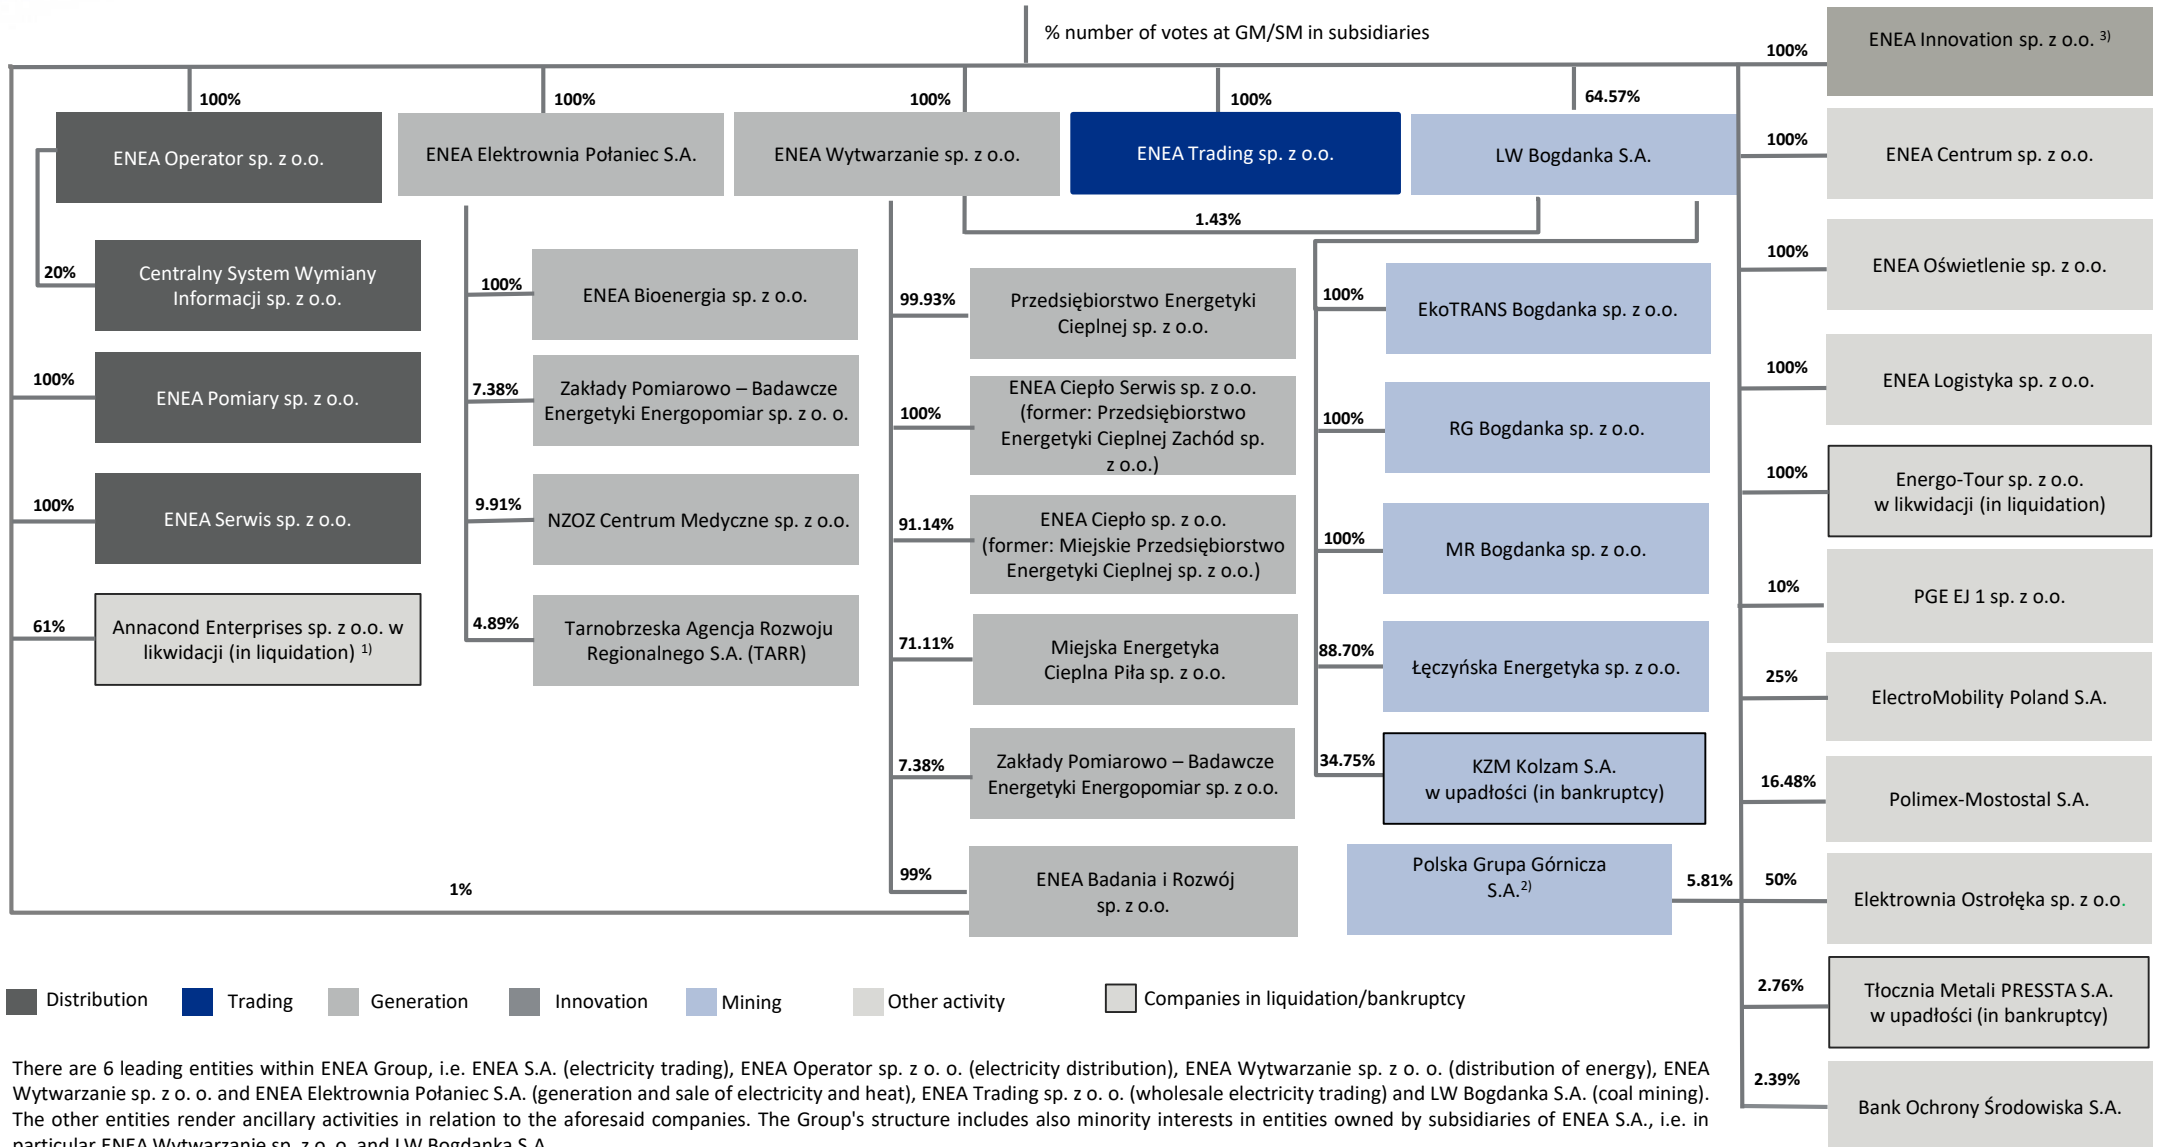 % number of votes at GM/SM in subsidiaries
100%
ENEA Innovation sp. z o.o. 3)
100%
ENEA Operator sp. z o.o.
100%
ENEA Elektrownia Połaniec S.A.
100%
ENEA Wytwarzanie sp. z o.o.
100%
ENEA Trading sp. z o.o.
64.57%
LW Bogdanka S.A.
1.43%
20%
Centralny System Wymiany
Informacji sp. z o.o.
100%
ENEA Pomiary sp. z o.o.
100%
ENEA Serwis sp. z o.o.
61%
Annacond Enterprises sp. z o.o. w
likwidacji (in liquidation) 1)
100%
ENEA Bioenergia sp. z o.o.
7.38%
Zakłady Pomiarowo – Badawcze
Energetyki Energopomiar sp. z o. o.
9.91%
NZOZ Centrum Medyczne sp. z o.o.
4.89%
Tarnobrzeska Agencja Rozwoju
Regionalnego S.A. (TARR)
99.93%
Przedsiębiorstwo Energetyki
Cieplnej sp. z o.o.
100%
ENEA Ciepło Serwis sp. z o.o.
(former: Przedsiębiorstwo
Energetyki Cieplnej Zachód sp.
z o.o.)
91.14%
ENEA Ciepło sp. z o.o.
(former: Miejskie Przedsiębiorstwo
Energetyki Cieplnej sp. z o.o.)
71.11%
Miejska Energetyka
Cieplna Piła sp. z o.o.
7.38%
Zakłady Pomiarowo – Badawcze
Energetyki Energopomiar sp. z o.o.
99%
ENEA Badania i Rozwój
sp. z o.o.
1%
100%
EkoTRANS Bogdanka sp. z o.o.
100%
RG Bogdanka sp. z o.o.
100%
MR Bogdanka sp. z o.o.
88.70%
Łęczyńska Energetyka sp. z o.o.
34.75%
KZM Kolzam S.A.
w upadłości (in bankruptcy)
Polska Grupa Górnicza
S.A.2)
5.81%
100%
ENEA Centrum sp. z o.o.
100%
ENEA Oświetlenie sp. z o.o.
100%
ENEA Logistyka sp. z o.o.
100%
Energo-Tour sp. z o.o.
w likwidacji (in liquidation)
10%
PGE EJ 1 sp. z o.o.
25%
ElectroMobility Poland S.A.
16.48%
Polimex-Mostostal S.A.
50%
Elektrownia Ostrołęka sp. z o.o.
2.76%
Tłocznia Metali PRESSTA S.A.
w upadłości (in bankruptcy)
2.39%
Bank Ochrony Środowiska S.A.
Distribution
Trading
Generation
Innovation
Mining
Other activity
Companies in liquidation/bankruptcy
There are 6 leading entities within ENEA Group, i.e. ENEA S.A. (electricity trading), ENEA Operator sp. z o. o. (electricity distribution), ENEA Wytwarzanie sp. z o. o. (distribution of energy), ENEA
Wytwarzanie sp. z o. o. and ENEA Elektrownia Połaniec S.A. (generation and sale of electricity and heat), ENEA Trading sp. z o. o. (wholesale electricity trading) and LW Bogdanka S.A. (coal mining).
The other entities render ancillary activities in relation to the aforesaid companies. The Group's structure includes also minority interests in entities owned by subsidiaries of ENEA S.A., i.e. in
particular ENEA Wytwarzanie sp. z o. o. and LW Bogdanka S.A.